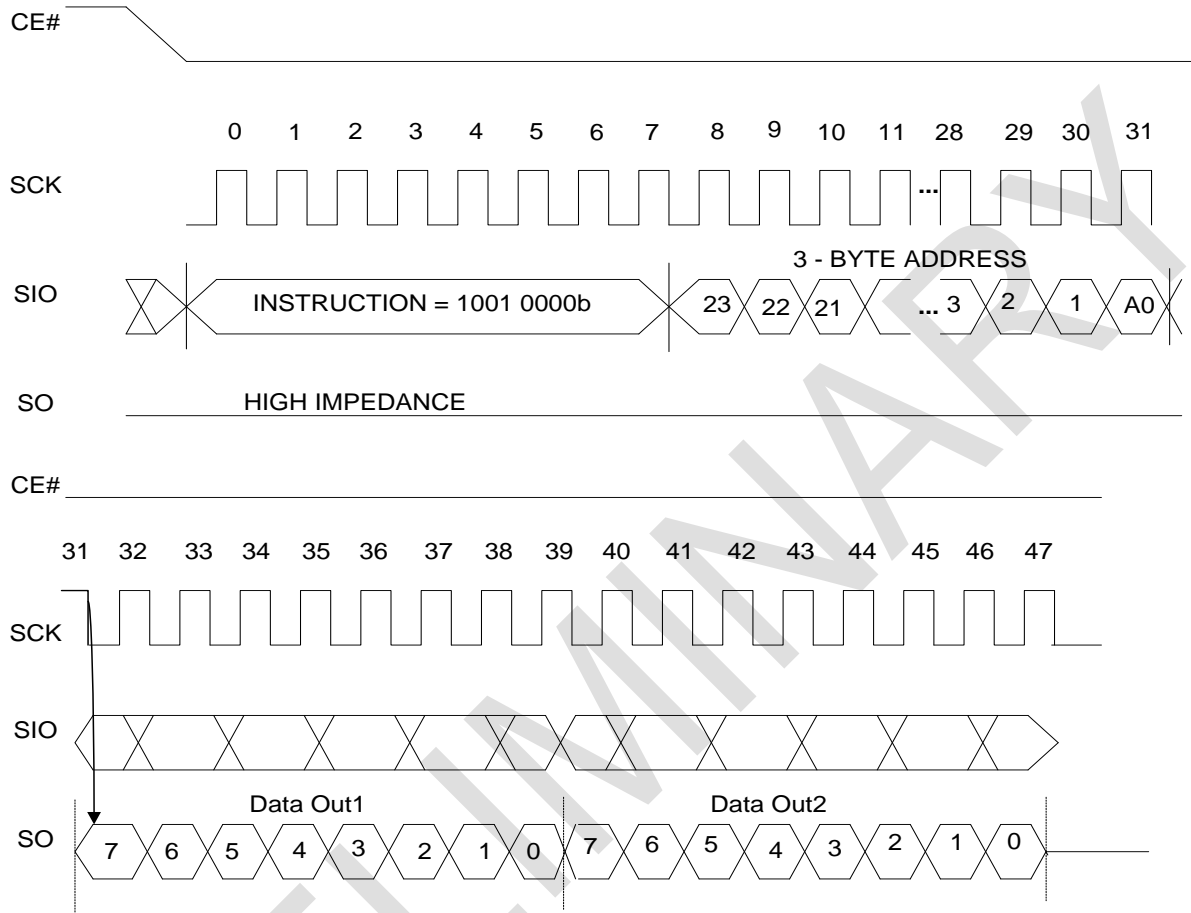 CE#
0 1 2 3 4 5 6 7 8 9 10 11 28 29 30 31
SCK
...
3 - BYTE ADDRESS
SIO
INSTRUCTION = 1001 0000b
23 22 21 ... 3 2 1 A0
SO
HIGH IMPEDANCE
CE#
31 32 33 34 35 36 37 38 39 40 41 42 43 44 45 46 47
SCK
SIO
Data Out1 Data Out2
SO
7 6 5 4 3 2 1 0 7 6 5 4 3 2 1 0
ELIMINARY